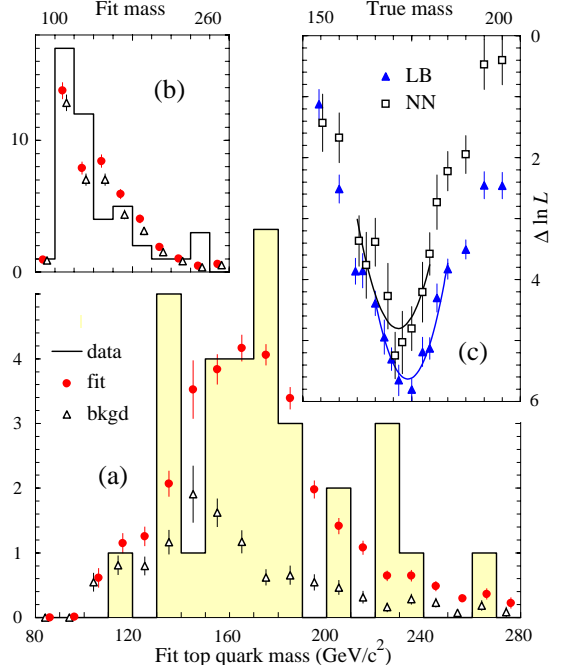 Fit mass
100 260
True mass
150 200
(b)
10
0
LB
NN
0
2
4
6
Δ ln L
(c)
data
fit
bkgd
(a)
4
3
2
1
0
80 120 160 200 240 280
Fit top quark mass (GeV/c²)